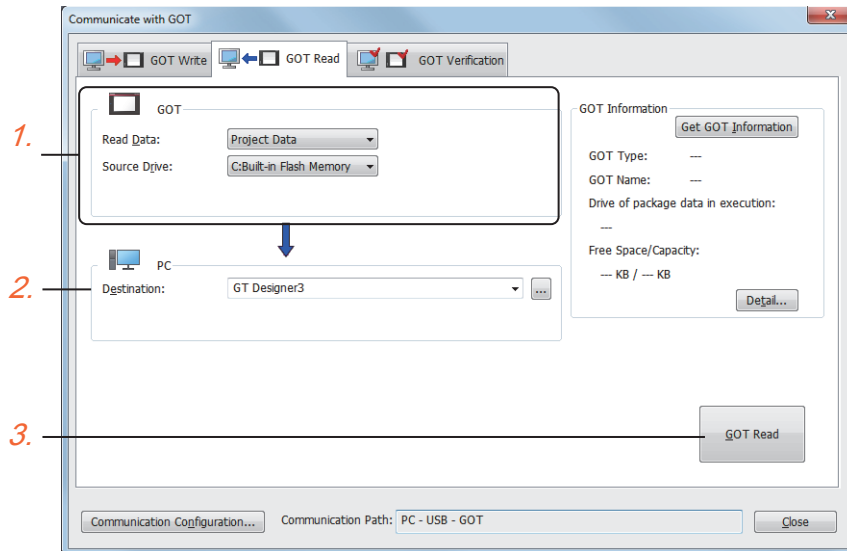 Communicate with GOT
GOT Write
GOT Read
GOT Verification
1.
GOT
Read Data:
Project Data
Source Drive:
C:Built-in Flash Memory
GOT Information
Get GOT Information
GOT Type:
---
GOT Name:
---
Drive of package data in execution:
---
Free Space/Capacity:
--- KB / --- KB
Detail...
2.
PC
Destination:
GT Designer3
...
3.
GOT Read
Communication Configuration...
Communication Path:
PC - USB - GOT
Close